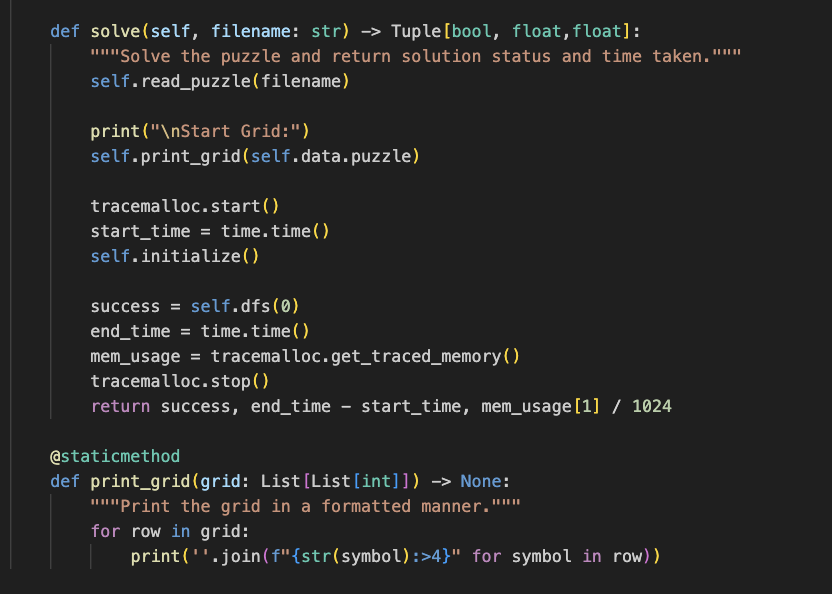 def solve(self, filename: str) -> Tuple[bool, float,float]:
    """Solve the puzzle and return solution status and time taken."""
    self.read_puzzle(filename)

    print("\nStart Grid:")
    self.print_grid(self.data.puzzle)

    tracemalloc.start()
    start_time = time.time()
    self.initialize()

    success = self.dfs(0)
    end_time = time.time()
    mem_usage = tracemalloc.get_traced_memory()
    tracemalloc.stop()
    return success, end_time - start_time, mem_usage[1] / 1024

@staticmethod
def print_grid(grid: List[List[int]]) -> None:
    """Print the grid in a formatted manner."""
    for row in grid:
        print(''.join(f"{str(symbol):>4}" for symbol in row))